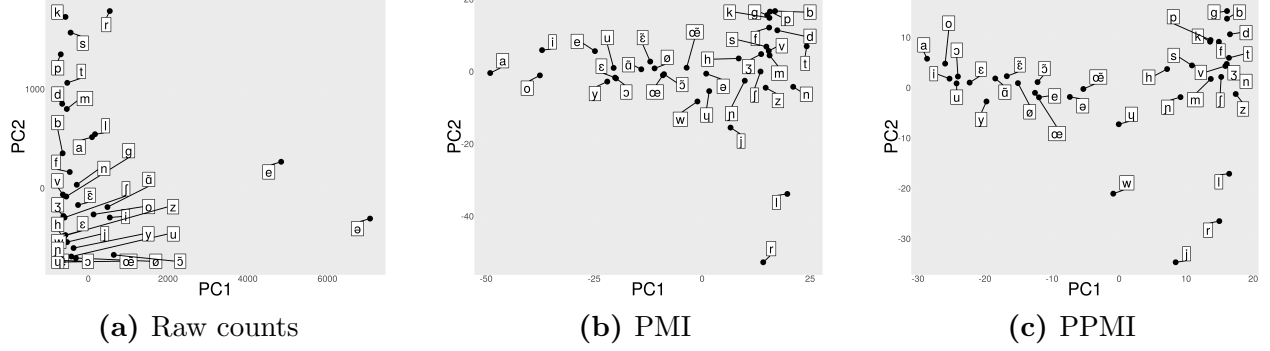 k
r
s
p
t
d
m
b
l
a
g
f
n
v
ɛ̃
ʃ
ɑ̃
e
ʒ
ɛ
o
i
z
h
j
y
u
ə
ɔ
œ̃
ø
ɔ̃
1000
0
PC2
0 2000 4000 6000
PC1
(a) Raw counts
k g p b
s f v d
a i e u ɛ̃ œ̃
ɛ ɑ̃ ø h ʒ m t
o y ɔ œ ɔ̃ ə
w ɥ ɲ ʃ z n
j
l
r
20
0
-20
-40
PC2
-50 -25 0 25
PC1
(b) PMI
p g b
k d
a o ɔ s f t
i u ɛ ɛ̃ ɔ̃ œ̃ h v ʒ n
y ɑ̃ ø œ ə ɲ m ʃ z
ɥ
w l
r
j
10
0
-10
-20
-30
PC2
-30 -20 -10 0 10 20
PC1
(c) PPMI